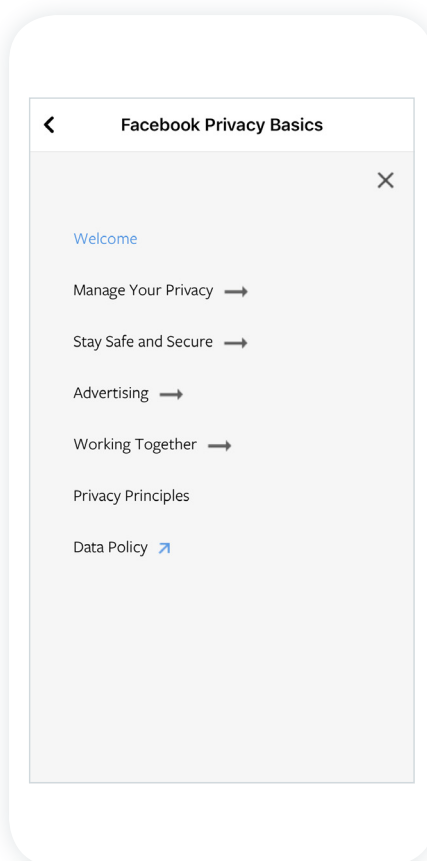 Facebook Privacy Basics
Welcome
Manage Your Privacy
Stay Safe and Secure
Advertising
Working Together
Privacy Principles
Data Policy